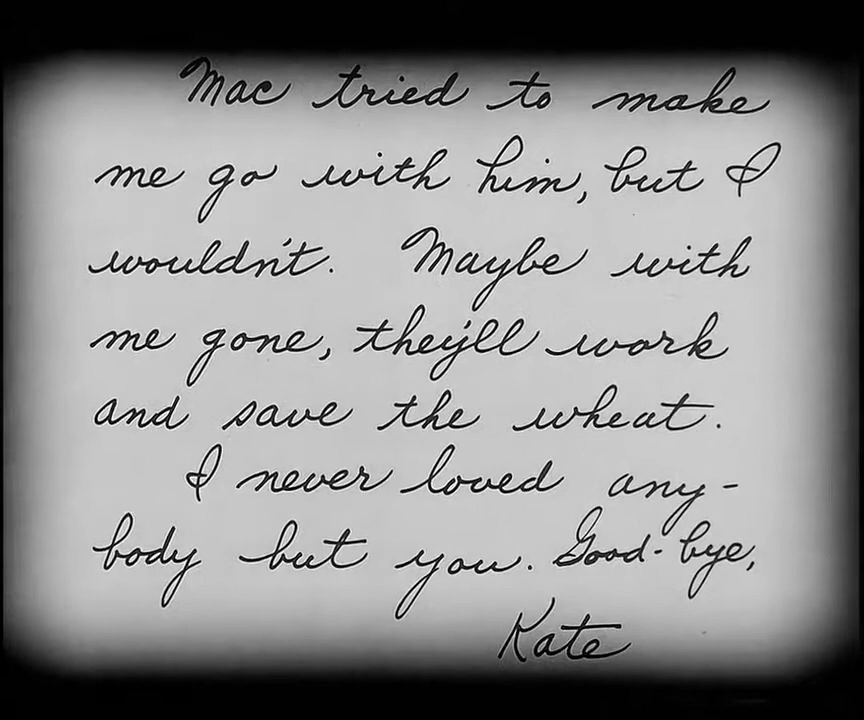 Mac tried to make
me go with him, but I
wouldn't. Maybe with
me gone, they'll work
and save the wheat.
I never loved any-
body but you. Good-bye,
Kate